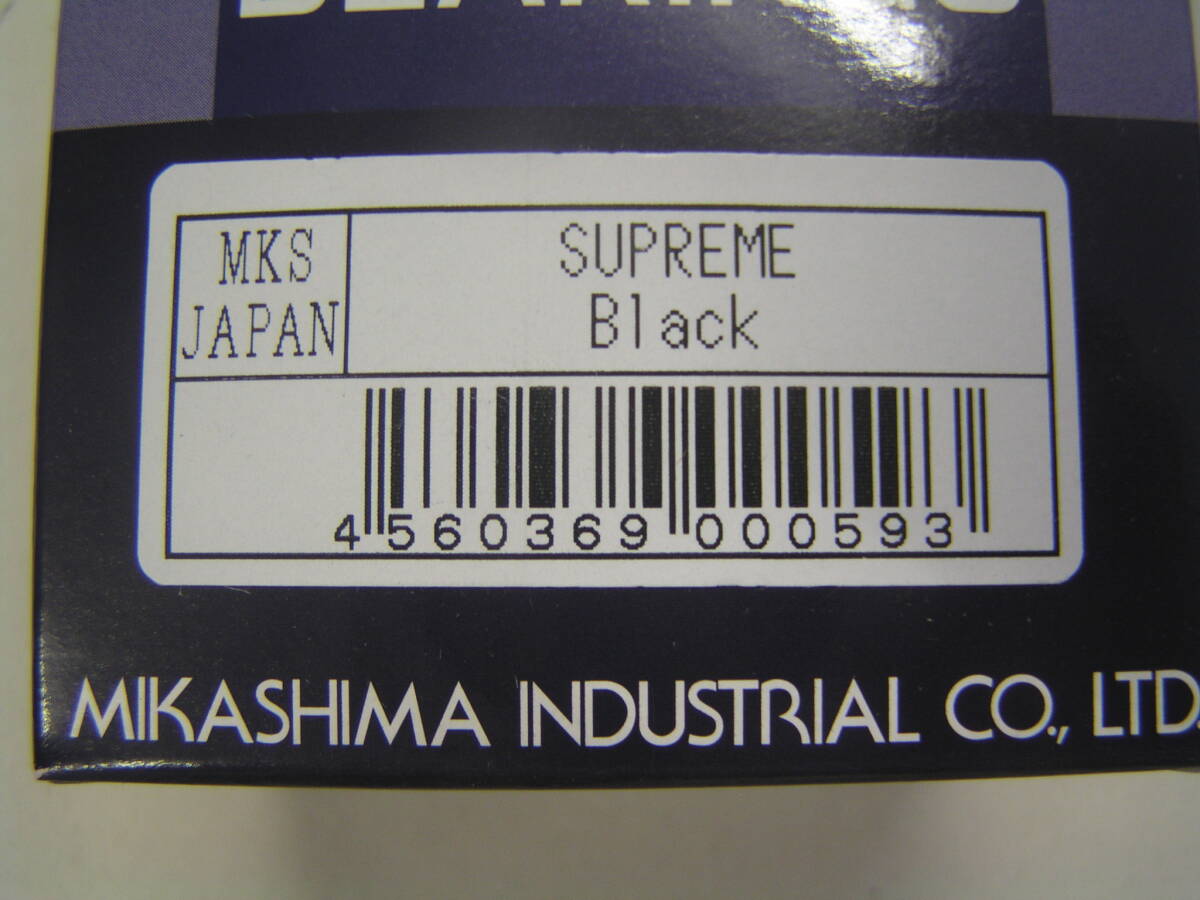 MKS
JAPAN
SUPREME
Black
4 560369 000593
MIKASHIMA INDUSTRIAL CO., LTD